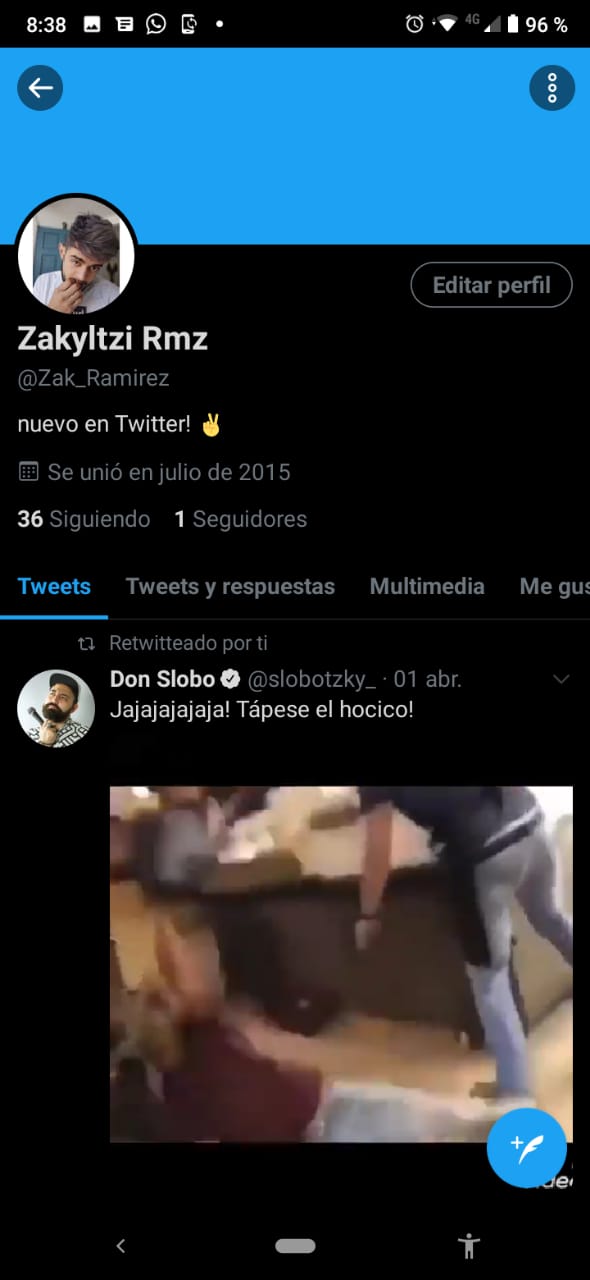 8:38
4G
96 %
Editar perfil
Zakyltzi Rmz
@Zak_Ramirez
nuevo en Twitter! ✌
Se unió en julio de 2015
36 Siguiendo 1 Seguidores
Tweets Tweets y respuestas Multimedia Me gus
Retwitteado por ti
Don Slobo @slobotzky_ · 01 abr.
Jajajajajaja! Tápese el hocico!